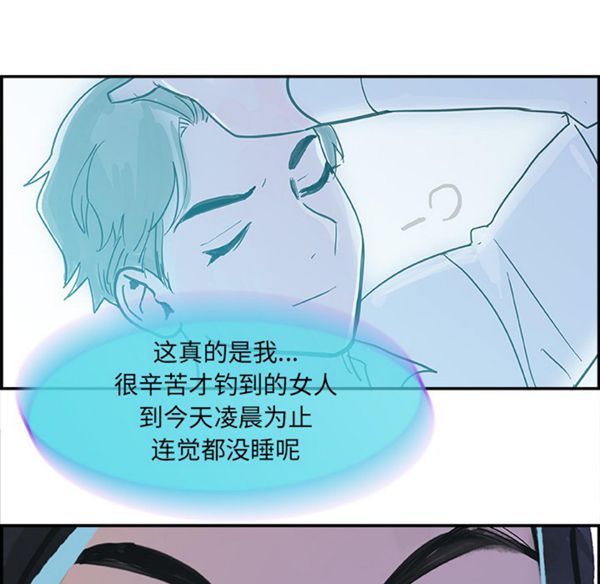 这真的是我...
很辛苦才钓到的女人
到今天凌晨为止
连觉都没睡呢